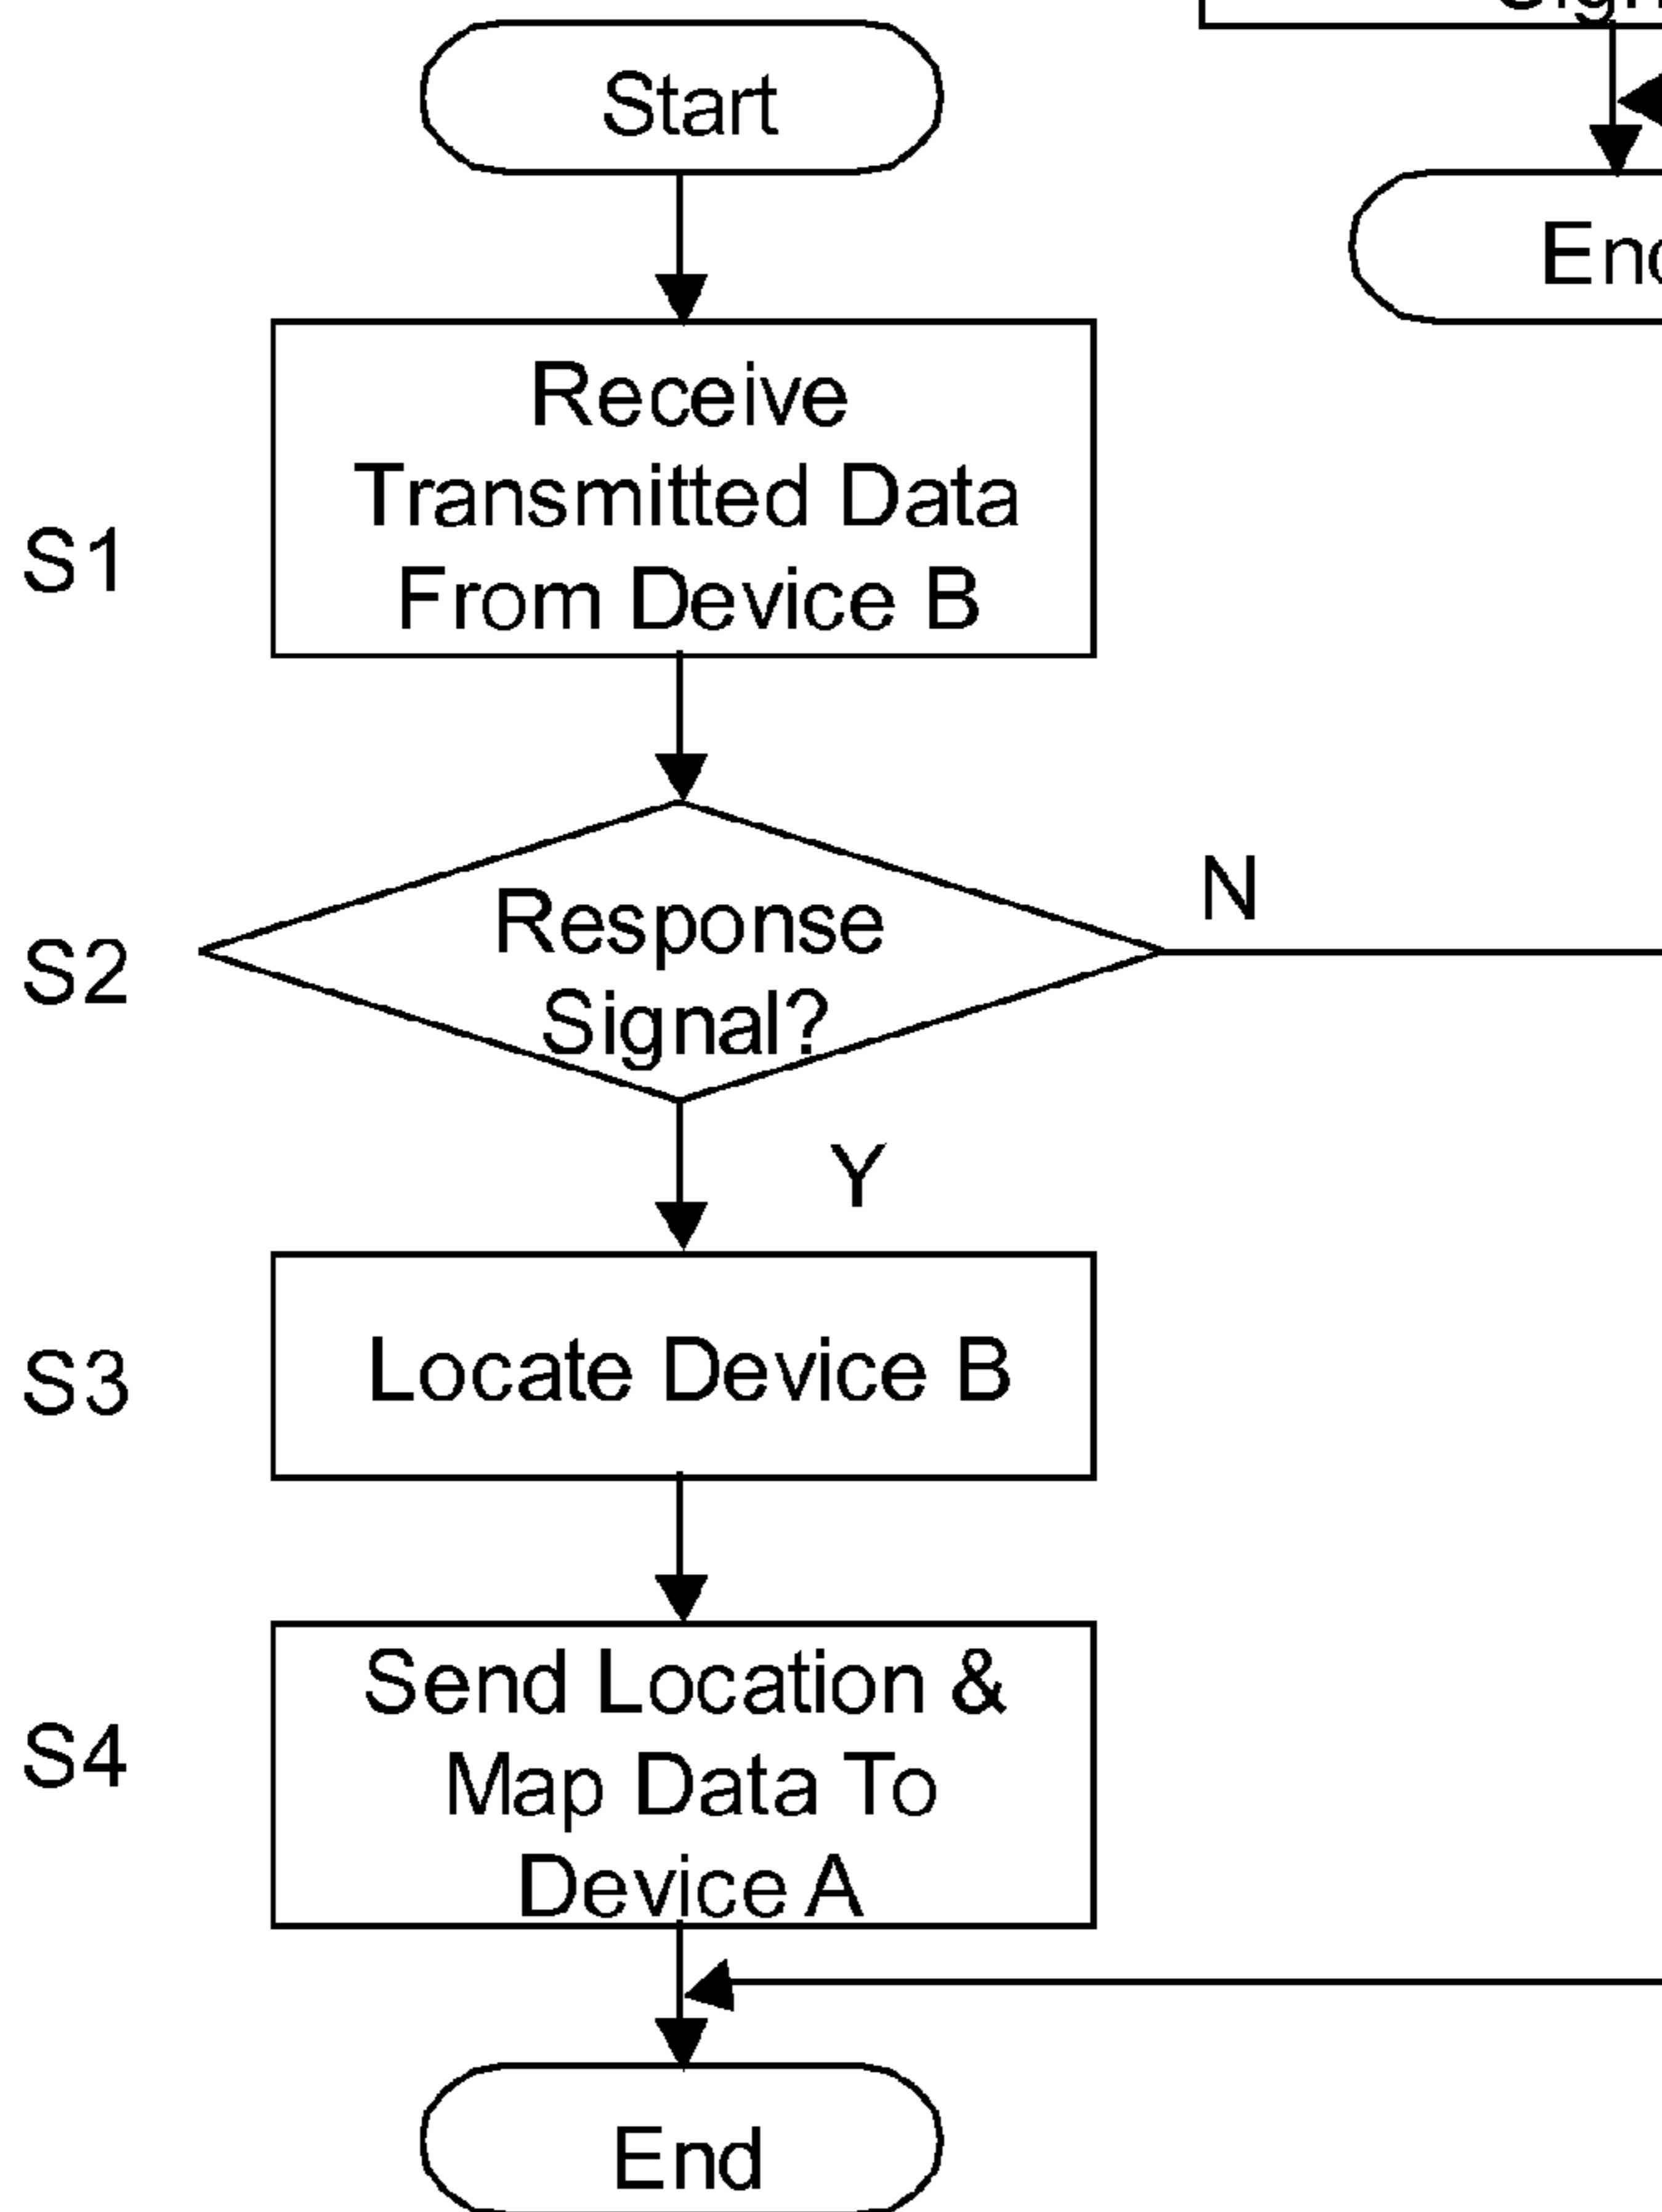 Start
Receive
Transmitted Data
From Device B
S1
Response
Signal?
N
S2
Y
Locate Device B
S3
Send Location &
Map Data To
Device A
S4
End